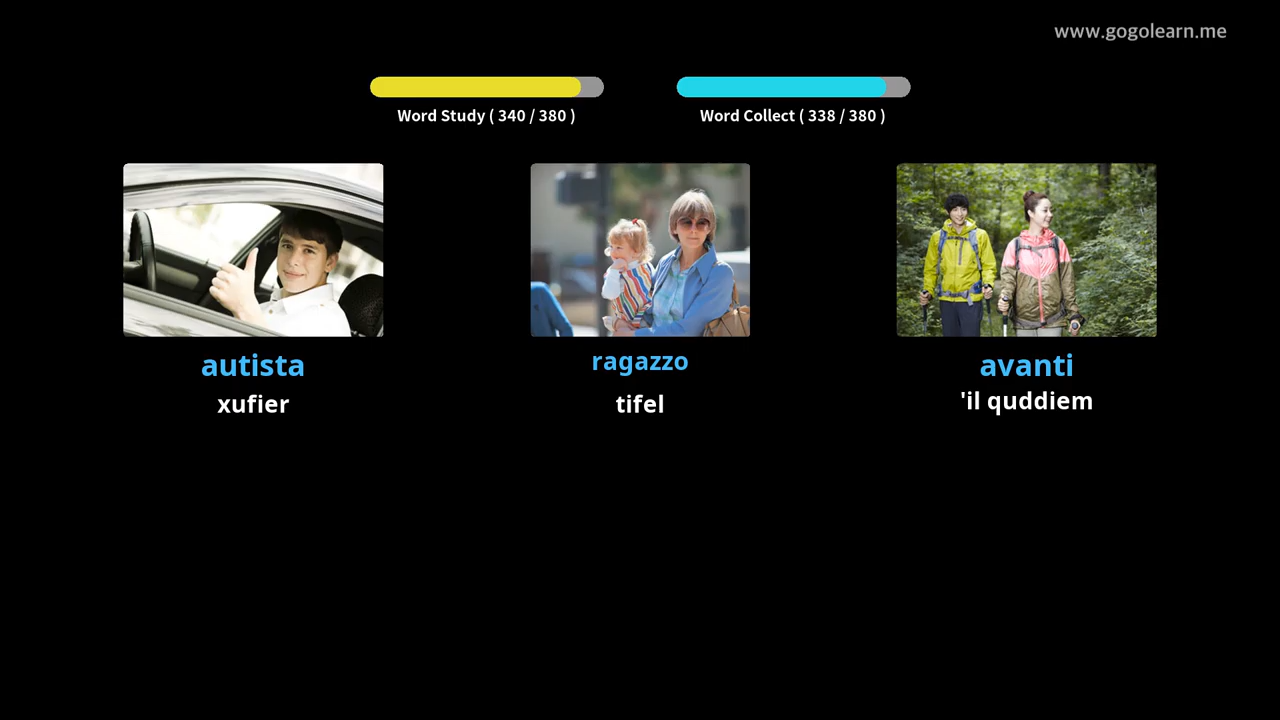 www.gogolearn.me
Word Study ( 340 / 380 )
Word Collect ( 338 / 380 )
autista
ragazzo
avanti
xufier
tifel
'il quddiem